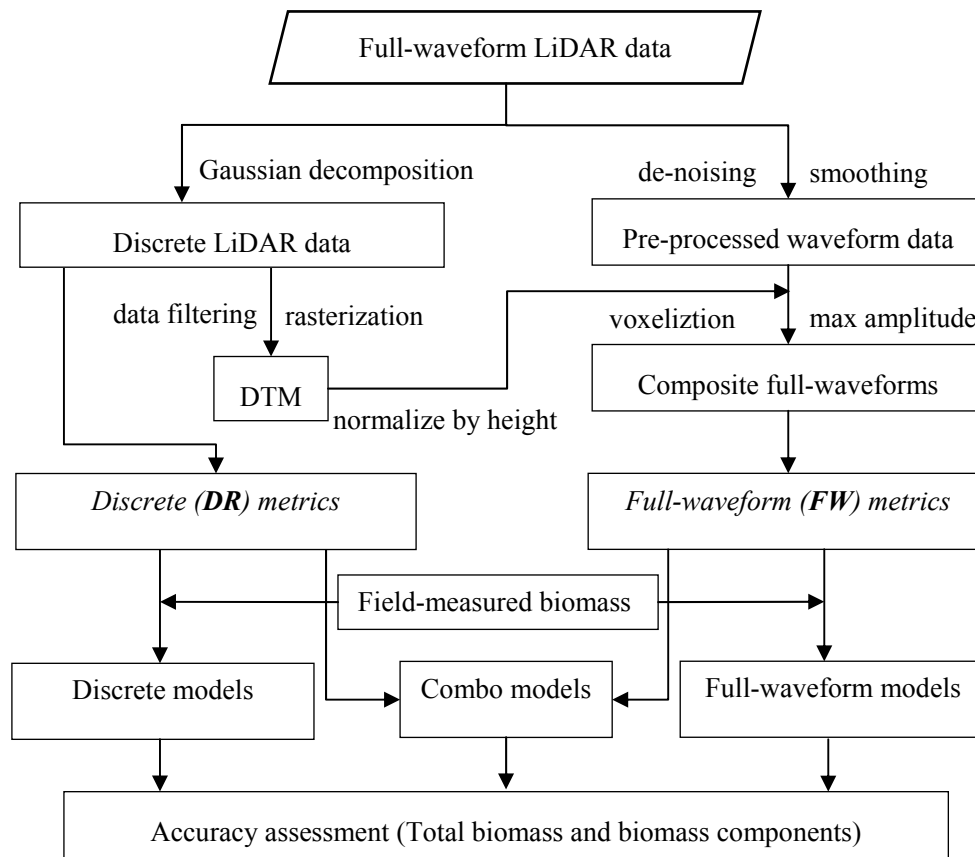 Full-waveform LiDAR data
Gaussian decomposition
de-noising smoothing
Discrete LiDAR data
Pre-processed waveform data
data filtering rasterization
voxeliztion max amplitude
DTM
normalize by height
Composite full-waveforms
Discrete (DR) metrics
Full-waveform (FW) metrics
Field-measured biomass
Discrete models
Combo models
Full-waveform models
Accuracy assessment (Total biomass and biomass components)